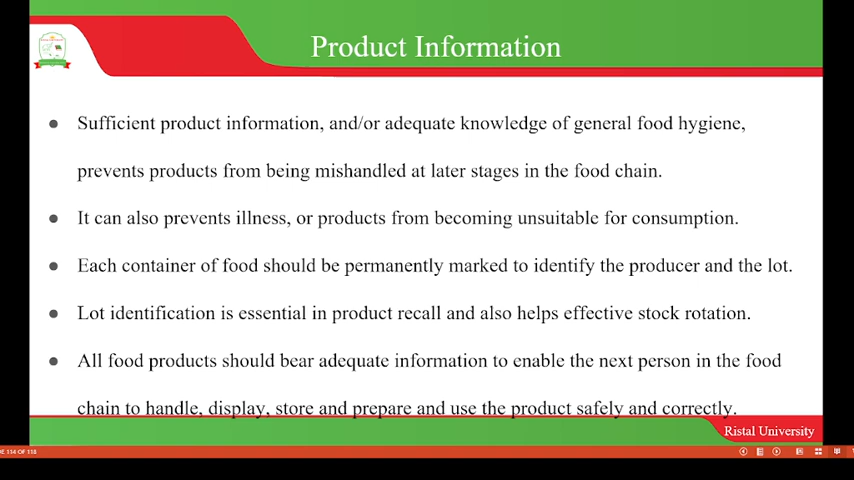 Product Information
● Sufficient product information, and/or adequate knowledge of general food hygiene,
prevents products from being mishandled at later stages in the food chain.
● It can also prevents illness, or products from becoming unsuitable for consumption.
● Each container of food should be permanently marked to identify the producer and the lot.
● Lot identification is essential in product recall and also helps effective stock rotation.
● All food products should bear adequate information to enable the next person in the food
chain to handle, display, store and prepare and use the product safely and correctly.
Ristal University
114 OF 118